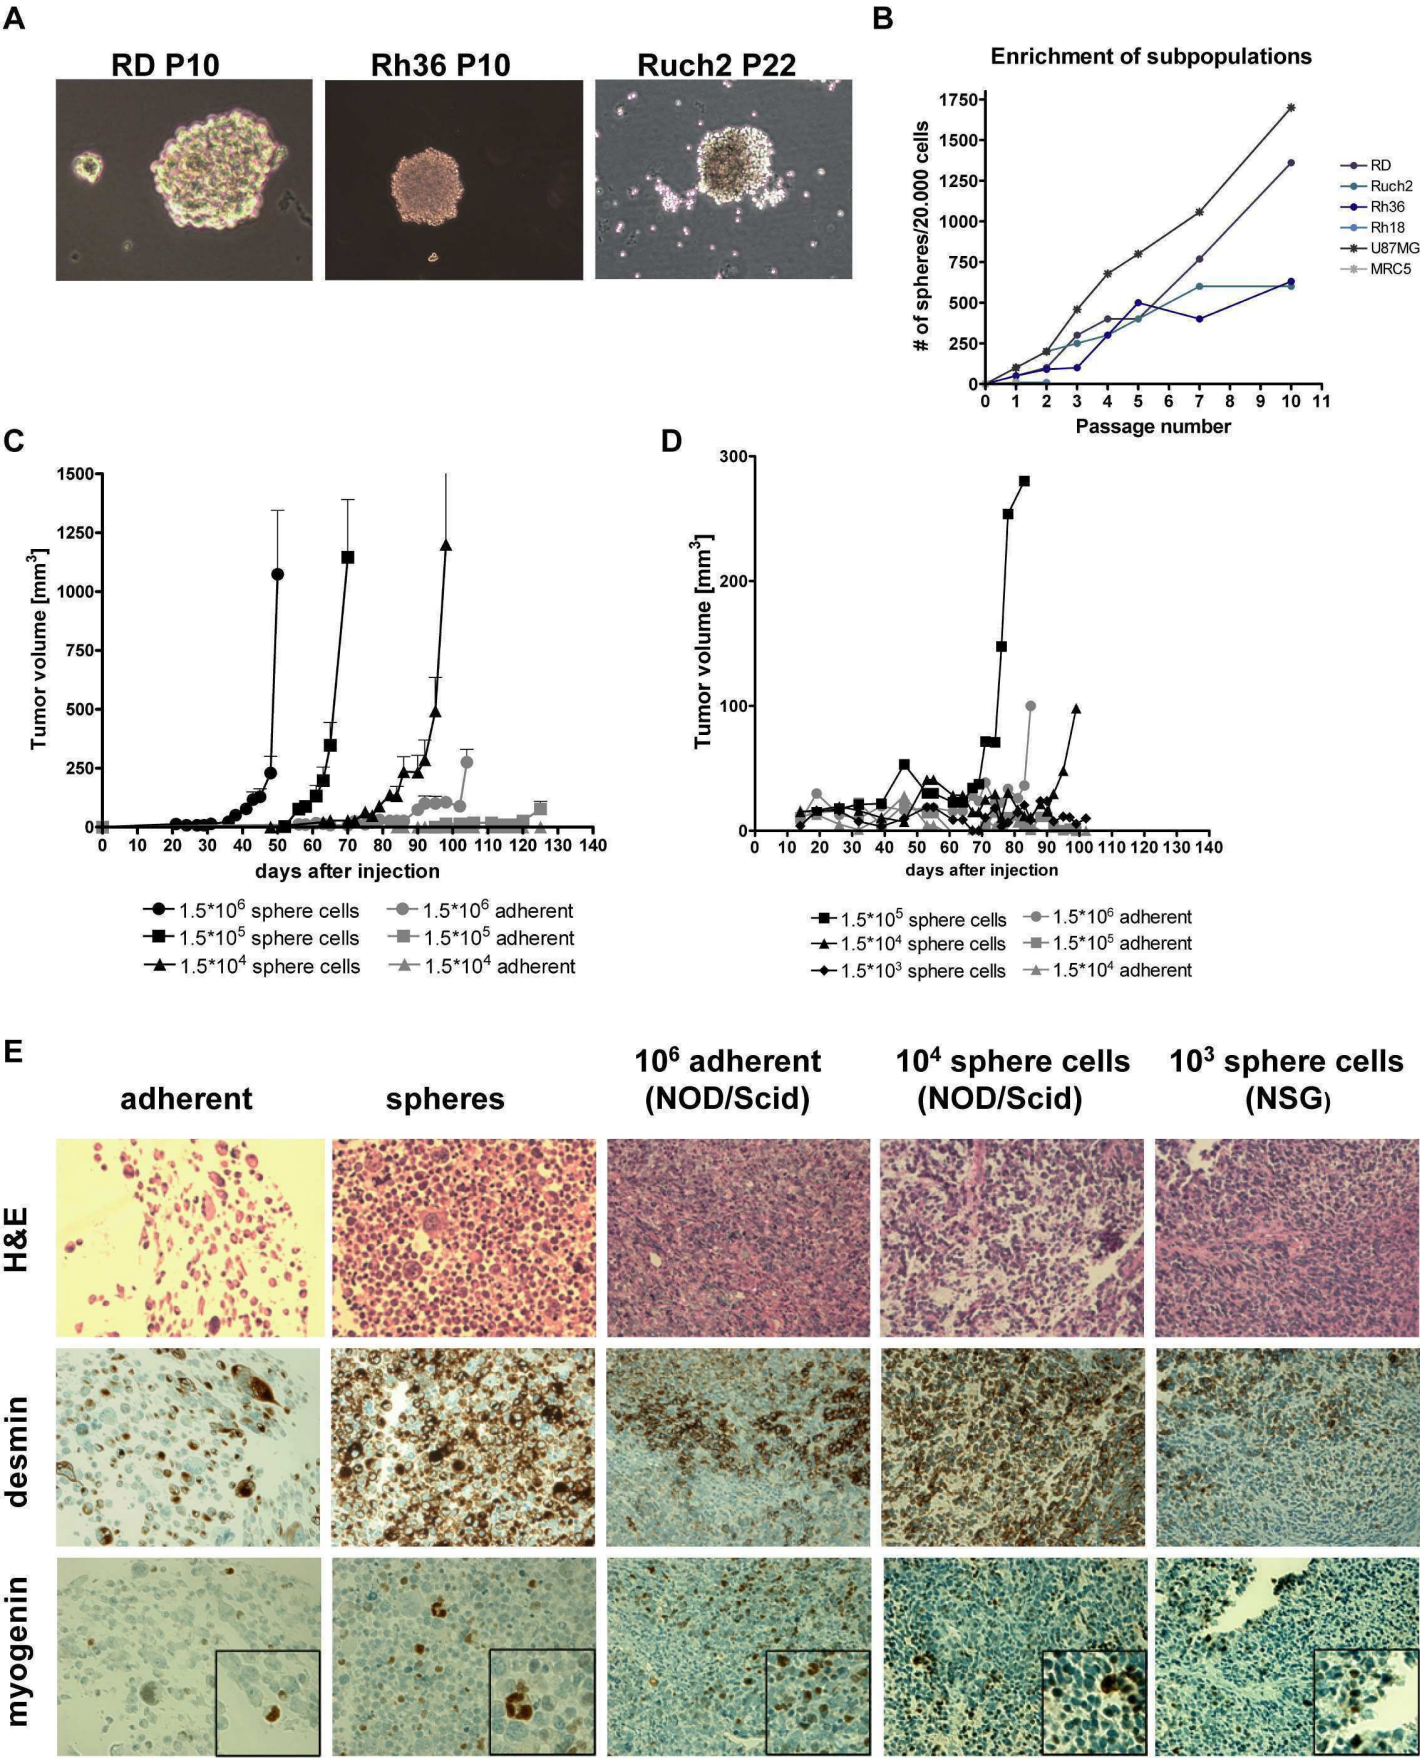 A
RD P10
Rh36 P10
Ruch2 P22
B
Enrichment of subpopulations
# of spheres/20.000 cells
1750
1500
1250
1000
750
500
250
0
0 1 2 3 4 5 6 7 8 9 10 11
Passage number
RD
Ruch2
Rh36
Rh18
U87MG
MRC5
C
Tumor volume [mm³]
1500
1250
1000
750
500
250
0
0 10 20 30 40 50 60 70 80 90 100 110 120 130 140
days after injection
1.5*10⁶ sphere cells
1.5*10⁵ sphere cells
1.5*10⁴ sphere cells
1.5*10⁶ adherent
1.5*10⁵ adherent
1.5*10⁴ adherent
D
Tumor volume [mm³]
300
200
100
0
0 10 20 30 40 50 60 70 80 90 100 110 120 130 140
days after injection
1.5*10⁵ sphere cells
1.5*10⁴ sphere cells
1.5*10³ sphere cells
1.5*10⁶ adherent
1.5*10⁵ adherent
1.5*10⁴ adherent
E
adherent
spheres
10⁶ adherent
(NOD/Scid)
10⁴ sphere cells
(NOD/Scid)
10³ sphere cells
(NSG)
H&E
desmin
myogenin